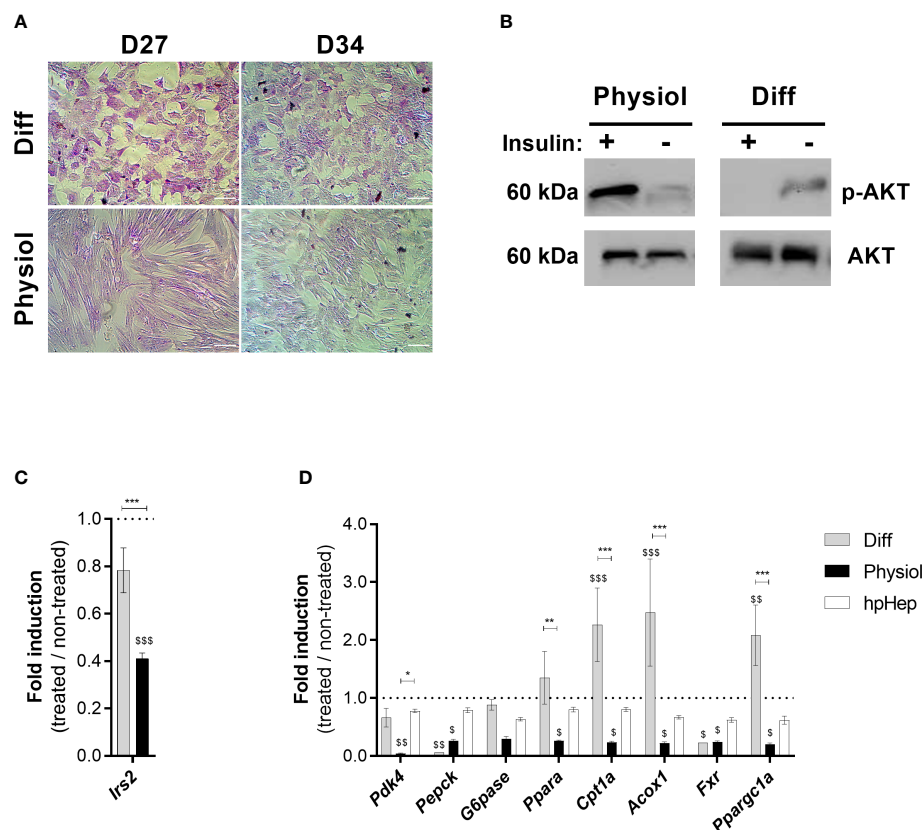 A
D27
D34
Diff
Physiol
B
Physiol
Diff
Insulin:
+
-
+
-
60 kDa
p-AKT
60 kDa
AKT
C
Fold induction
(treated / non-treated)
1.0
0.8
0.6
0.4
0.2
0.0
***
$$$
Irs2
D
Fold induction
(treated / non-treated)
4.0
3.0
2.0
1.0
0.0
*
$$
$$
$
**
$
***
$$$
$
***
$$$
$
$
$
***
$$
$
Pdk4
Pepck
G6pase
Ppara
Cpt1a
Acox1
Fxr
Ppargc1a
Diff
Physiol
hpHep